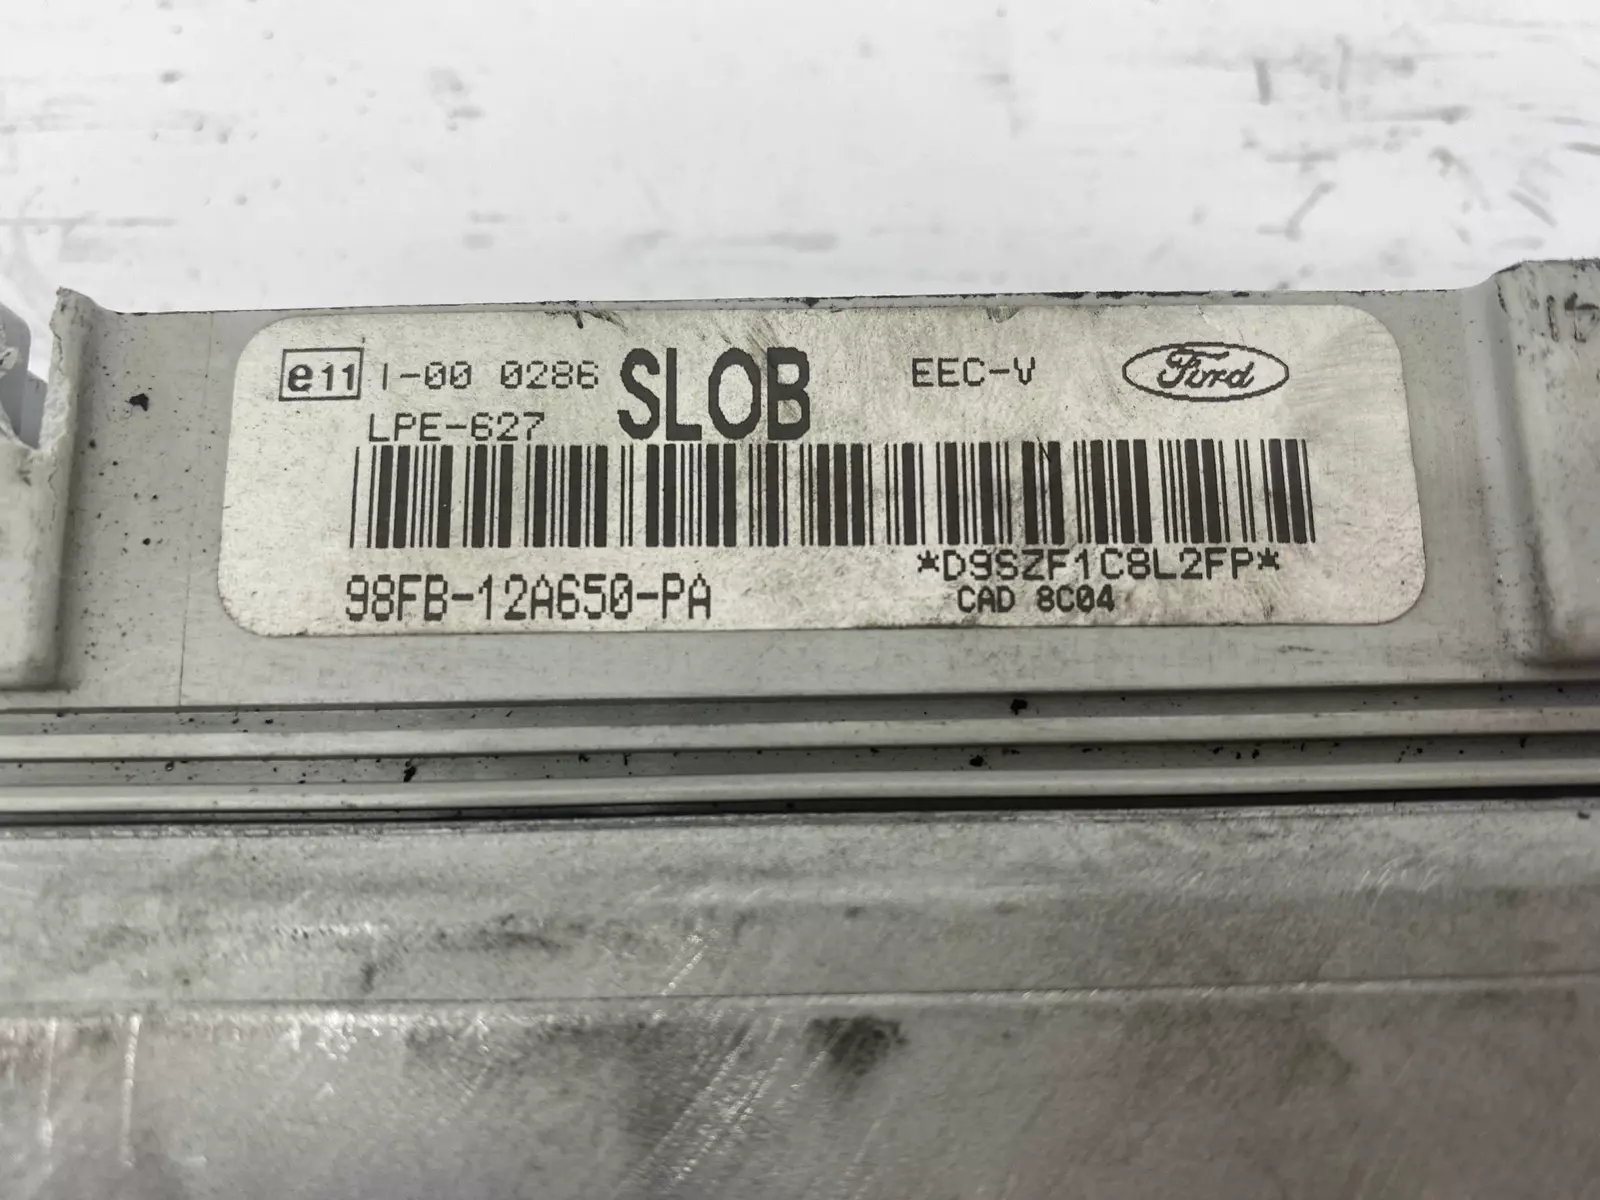 e11 I-00 0286 SLOB EEC-V Ford
LPE-627
*D9SZF1C8L2FP*
98FB-12A650-PA CAD 8C04